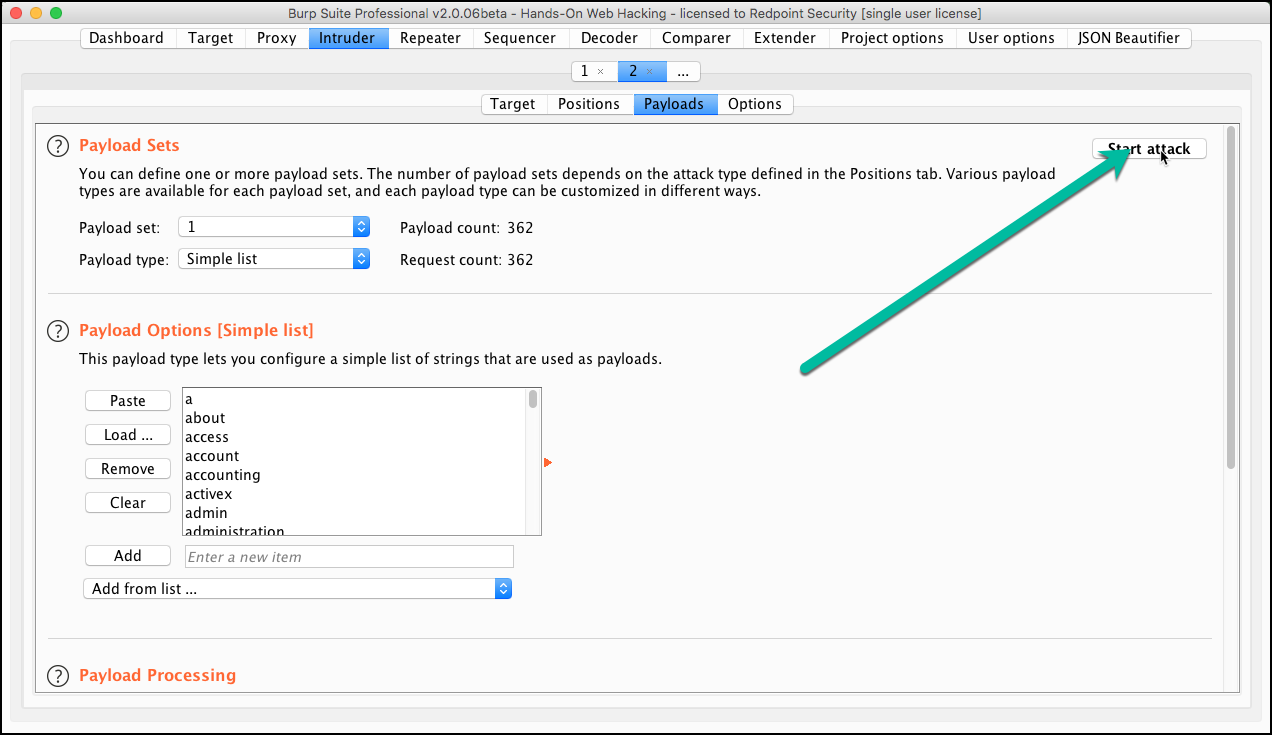 Burp Suite Professional v2.0.06beta - Hands-On Web Hacking - licensed to Redpoint Security [single user license]
Dashboard Target Proxy Intruder Repeater Sequencer Decoder Comparer Extender Project options User options JSON Beautifier
1 × 2 × ...
Target Positions Payloads Options
? Payload Sets
Start attack
You can define one or more payload sets. The number of payload sets depends on the attack type defined in the Positions tab. Various payload
types are available for each payload set, and each payload type can be customized in different ways.
Payload set: 1 Payload count: 362
Payload type: Simple list Request count: 362
? Payload Options [Simple list]
This payload type lets you configure a simple list of strings that are used as payloads.
Paste
Load ...
Remove
Clear
a
about
access
account
accounting
activex
admin
administration
Add Enter a new item
Add from list ...
? Payload Processing